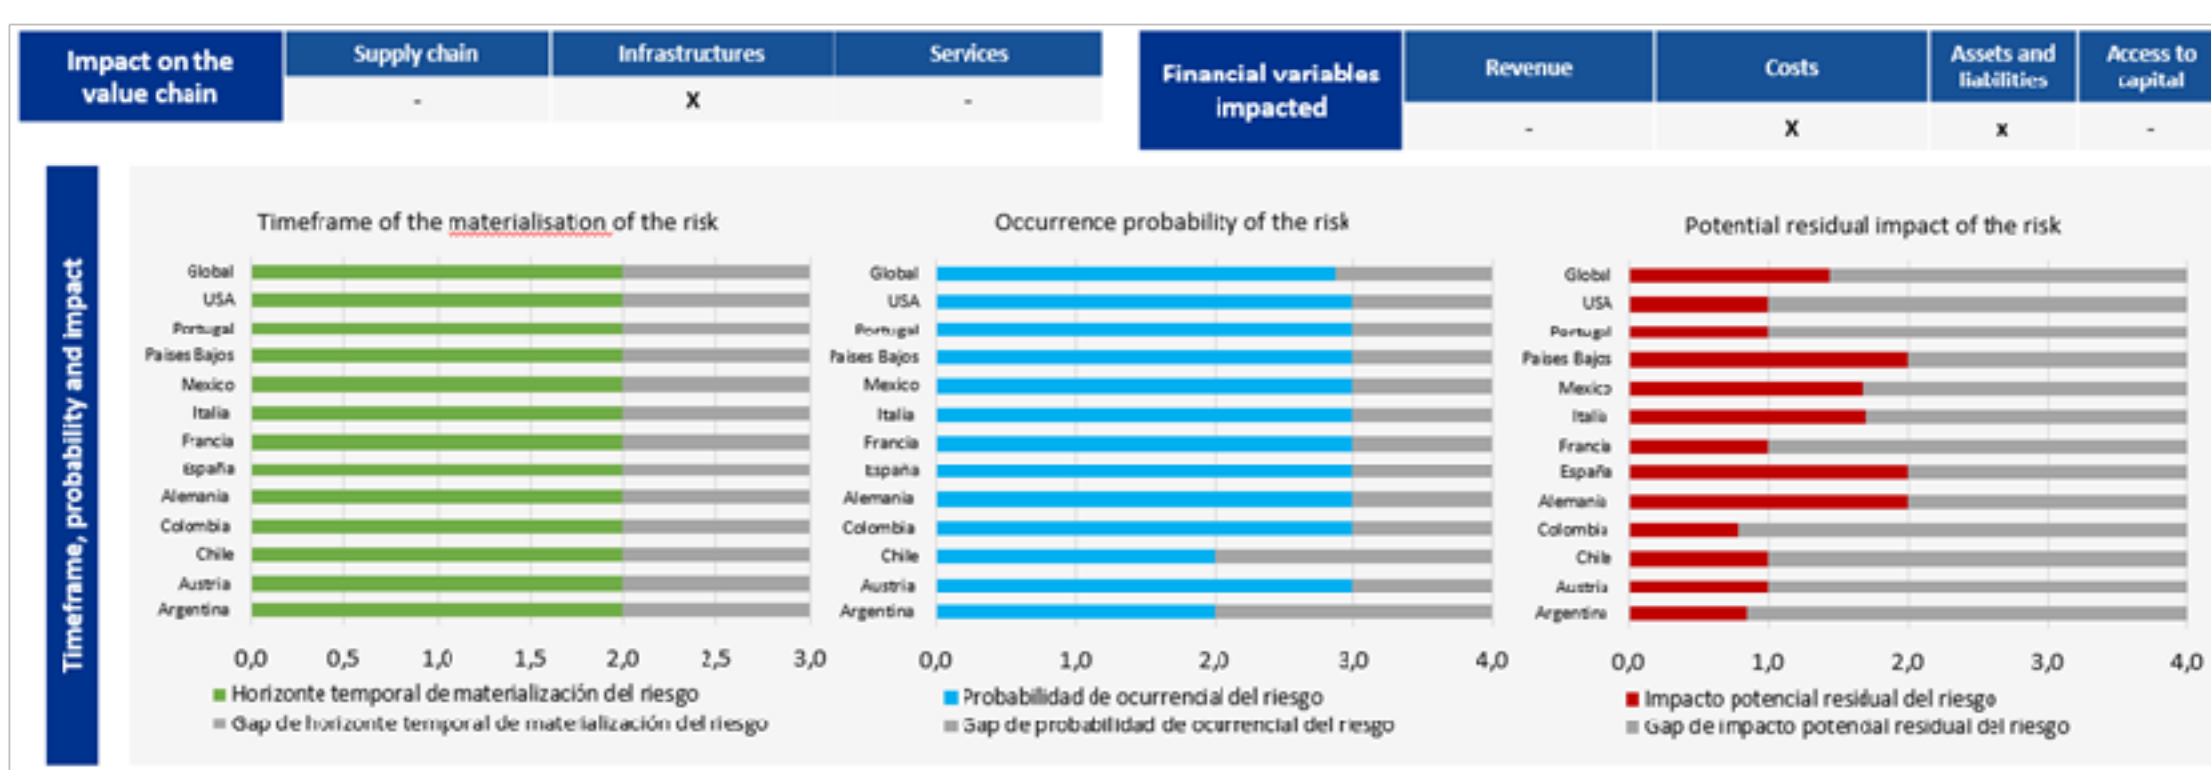 Impact on the
value chain
Supply chain
Infrastructures
Services
-
X
-
Financial variables
impacted
Revenue
Costs
Assets and
liabilities
Access to
capital
-
X
x
-
Timeframe, probability and impact
Timeframe of the materialisation of the risk
Global
USA
Portugal
Paises Bajos
Mexico
Italia
Francia
España
Alemania
Colombia
Chile
Austria
Argentina
0,0 0,5 1,0 1,5 2,0 2,5 3,0
Horizonte temporal de materialización del riesgo
Gap de horizonte temporal de materialización del riesgo
Occurrence probability of the risk
Global
USA
Portugal
Paises Bajos
Mexico
Italia
Francia
España
Alemania
Colombia
Chile
Austria
Argentina
0,0 1,0 2,0 3,0 4,0
Probabilidad de ocurrencial del riesgo
Gap de probabilidad de ocurrencial del riesgo
Potential residual impact of the risk
Global
USA
Portugal
Paises Bajos
Mexico
Italia
Francia
España
Alemania
Colombia
Chile
Austria
Argentina
0,0 1,0 2,0 3,0 4,0
Impacto potencial residual del riesgo
Gap de impacto potencial residual del riesgo